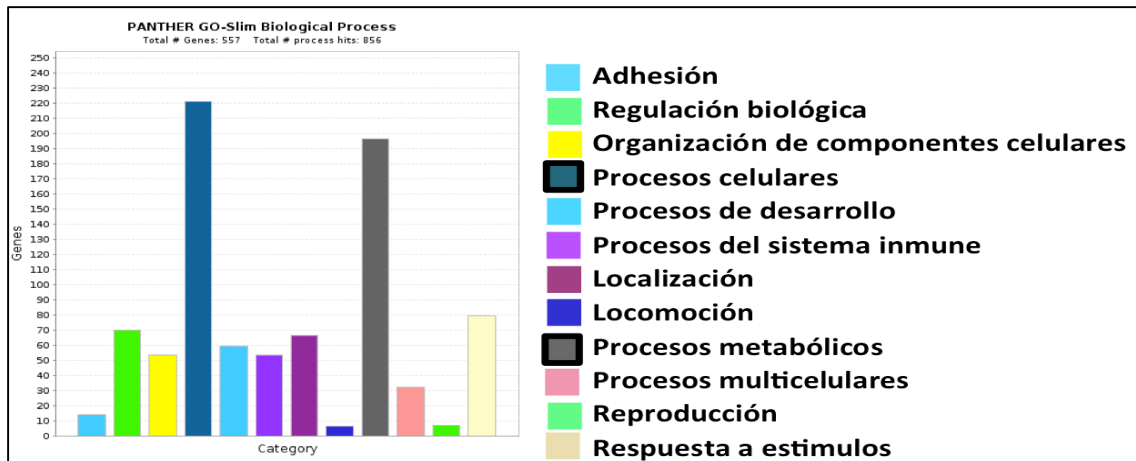 PANTHER GO-Slim Biological Process
Total # Genes: 557 Total # process hits: 856
250
240
230
220
210
200
190
180
170
160
150
140
130
120
110
100
90
80
70
60
50
40
30
20
10
0
Genes
Category
Adhesión
Regulación biológica
Organización de componentes celulares
Procesos celulares
Procesos de desarrollo
Procesos del sistema inmune
Localización
Locomoción
Procesos metabólicos
Procesos multicelulares
Reproducción
Respuesta a estimulos